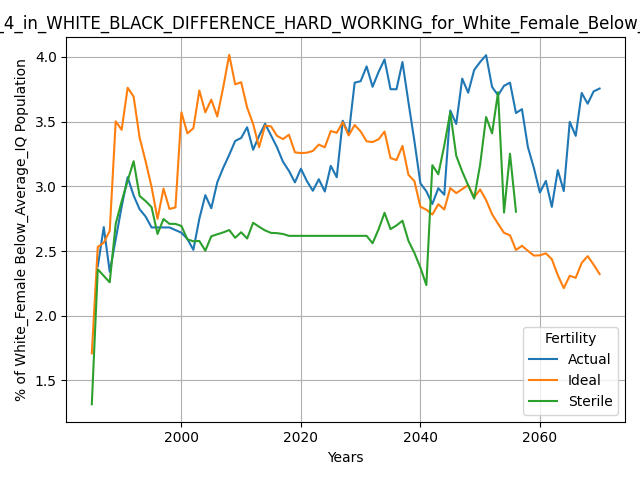 _4_in_WHITE_BLACK_DIFFERENCE_HARD_WORKING_for_White_Female_Below_
% of White_Female Below_Average_IQ Population
4.0
3.5
3.0
2.5
2.0
1.5
2000
2020
2040
2060
Years
Fertility
Actual
Ideal
Sterile